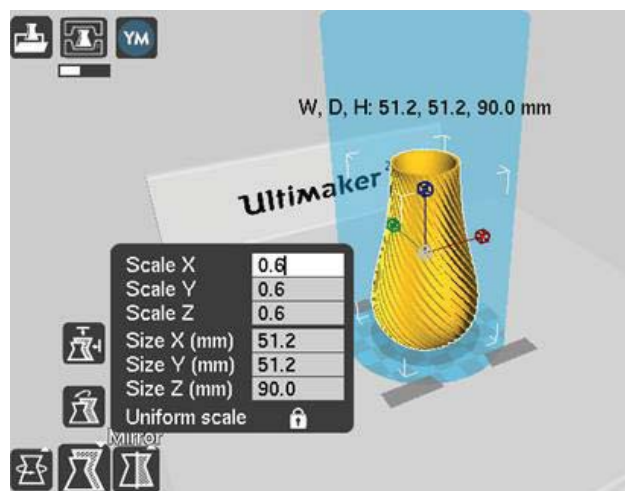 YM
W, D, H: 51.2, 51.2, 90.0 mm
Ultimaker²
Scale X 0.6
Scale Y 0.6
Scale Z 0.6
Size X (mm) 51.2
Size Y (mm) 51.2
Size Z (mm) 90.0
Uniform scale
Mirror